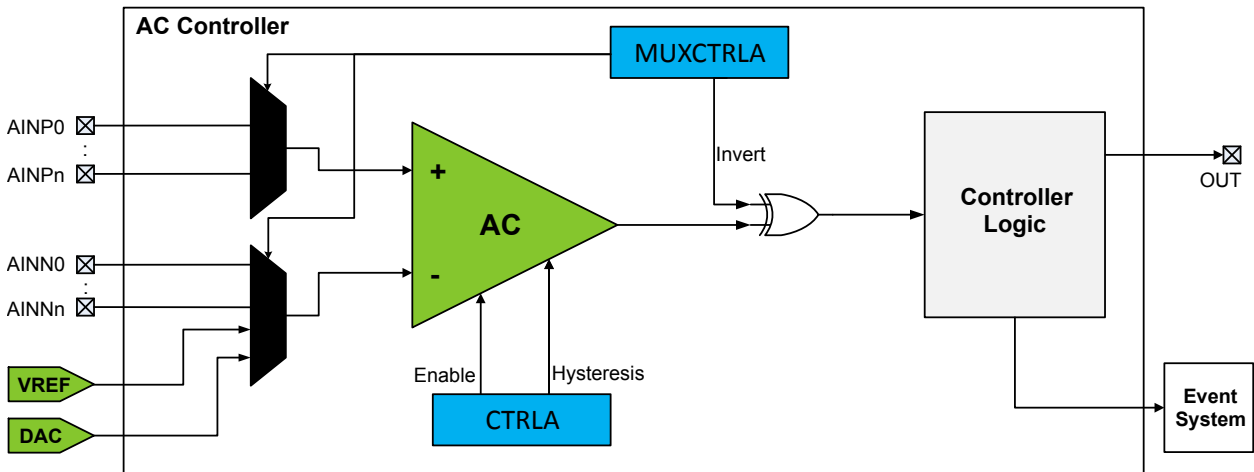 AC Controller
MUXCTRLA
AINP0
:
AINPn
+
Invert
OUT
Controller
Logic
AC
AINN0
:
AINNn
-
VREF
Enable
Hysteresis
DAC
CTRLA
Event
System